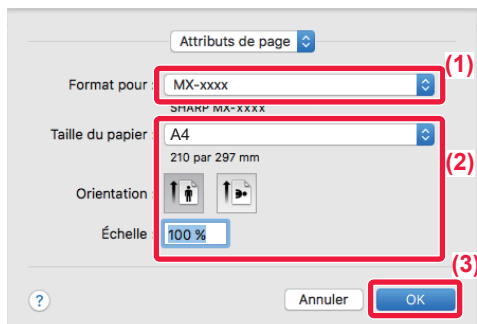 Attributs de page
(1)
Format pour : MX-xxxx
SHARP MX-xxxx
Taille du papier : A4
210 par 297 mm
(2)
Orientation :
Échelle : 100 %
(3)
? Annuler OK